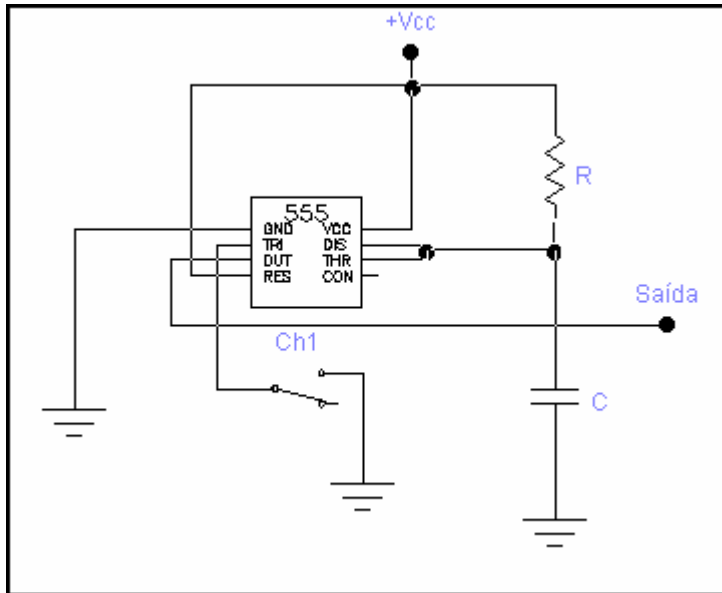 +Vcc
R
555
GND VCC
TRI DIS
OUT THR
RES CON
Saída
Ch1
C